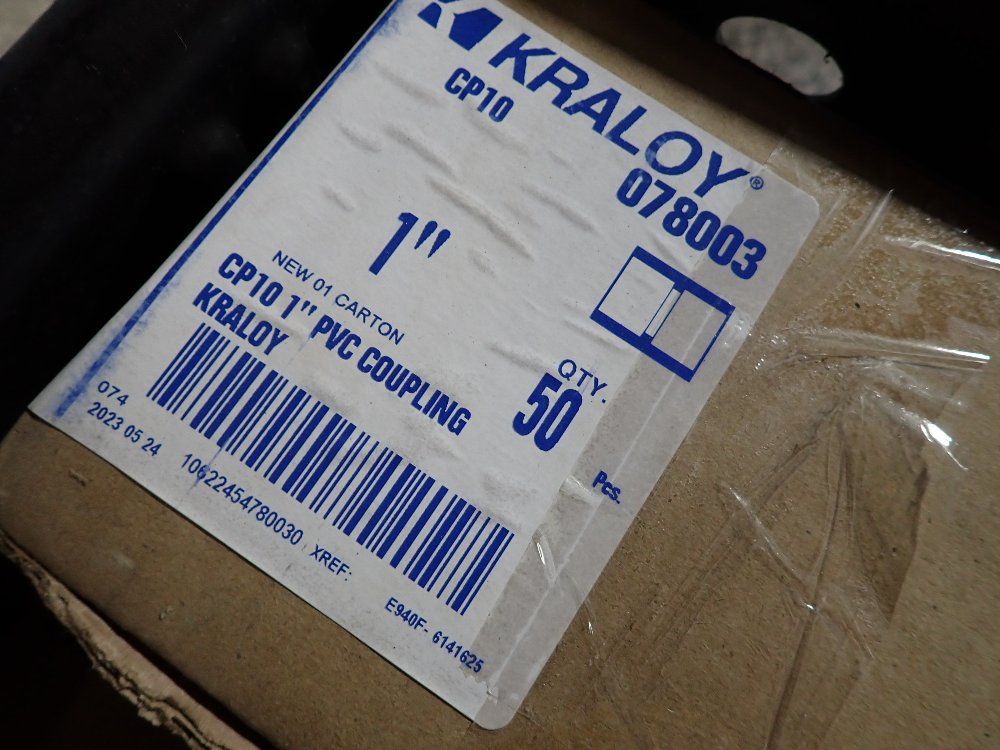 KRALOY®
CP10
078003
1"
NEW 01 CARTON
CP10 1" PVC COUPLING
KRALOY
QTY.
50
Pcs.
074
2023 05 24
10622454780030 XREF:
E940F- 6141625